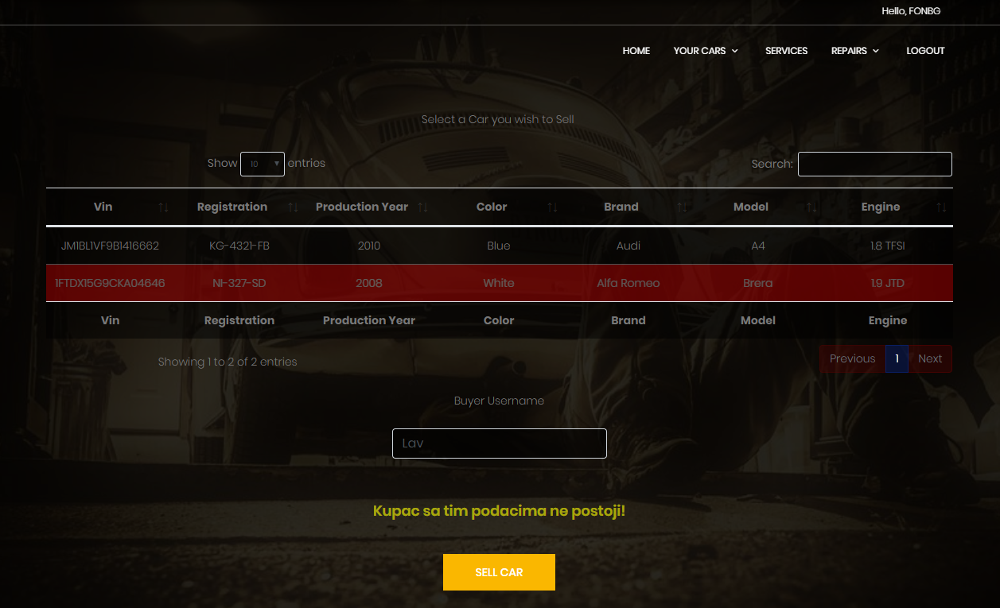 Hello, FONBG
HOME YOUR CARS SERVICES REPAIRS LOGOUT
Select a Car you wish to Sell
Show 10 entries Search:
Vin Registration Production Year Color Brand Model Engine
JM1BL1VF9B1416662 KG-4321-FB 2010 Blue Audi A4 1.8 TFSI
1FTDX15G9CKA04646 NI-327-SD 2008 White Alfa Romeo Brera 1.9 JTD
Vin Registration Production Year Color Brand Model Engine
Showing 1 to 2 of 2 entries Previous 1 Next
Buyer Username
Lav
Kupac sa tim podacima ne postoji!
SELL CAR